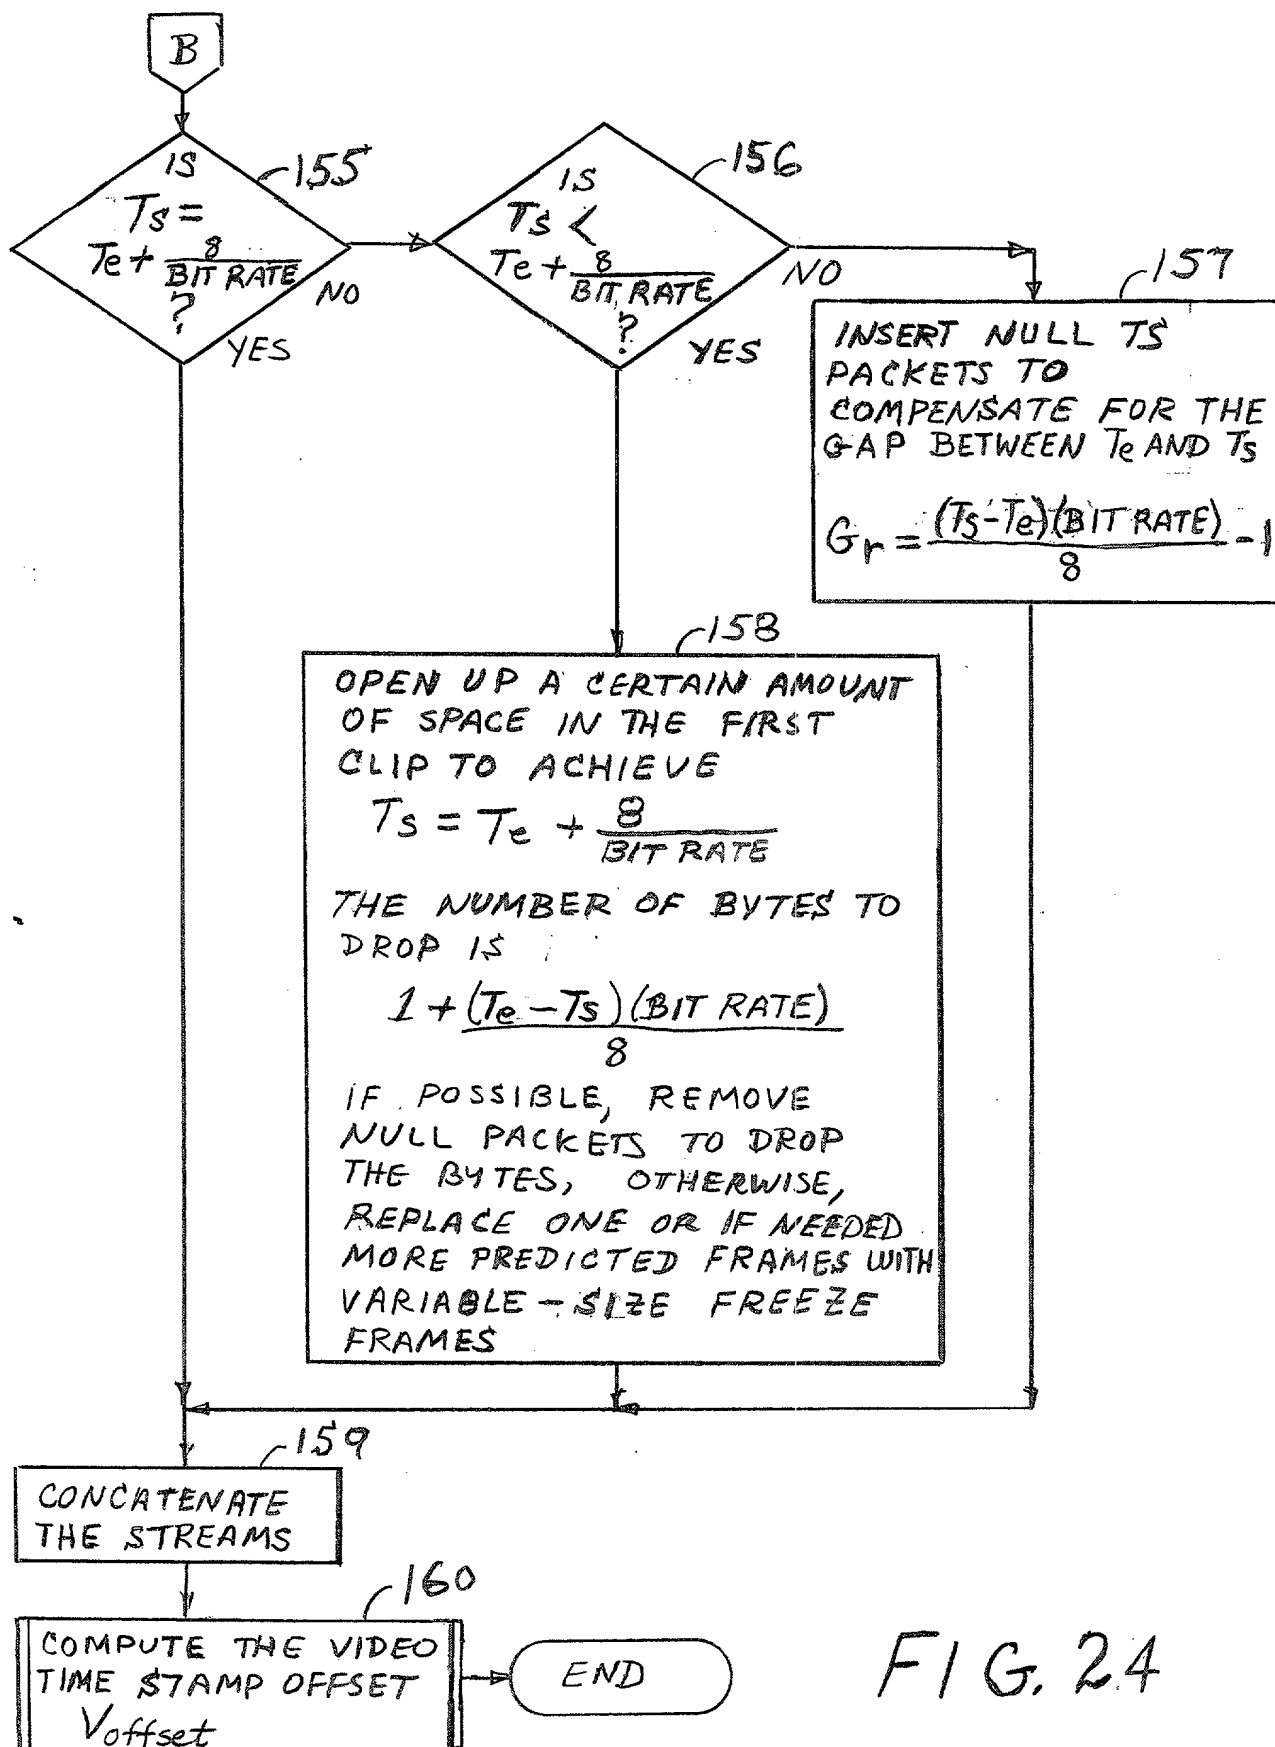 B
IS
Ts =
Te + 8/BIT RATE
?
155
NO
YES
IS
Ts <
Te + 8/BIT RATE
?
156
NO
YES
157
INSERT NULL TS
PACKETS TO
COMPENSATE FOR THE
GAP BETWEEN Te AND Ts
Gr = (Ts-Te)(BIT RATE)/8 - 1
158
OPEN UP A CERTAIN AMOUNT
OF SPACE IN THE FIRST
CLIP TO ACHIEVE
Ts = Te + 8/BIT RATE
THE NUMBER OF BYTES TO
DROP IS
1 + (Te - Ts)(BIT RATE)/8
IF POSSIBLE, REMOVE
NULL PACKETS TO DROP
THE BYTES, OTHERWISE,
REPLACE ONE OR IF NEEDED
MORE PREDICTED FRAMES WITH
VARIABLE-SIZE FREEZE
FRAMES
159
CONCATENATE
THE STREAMS
160
COMPUTE THE VIDEO
TIME STAMP OFFSET
Voffset
END
FIG. 24